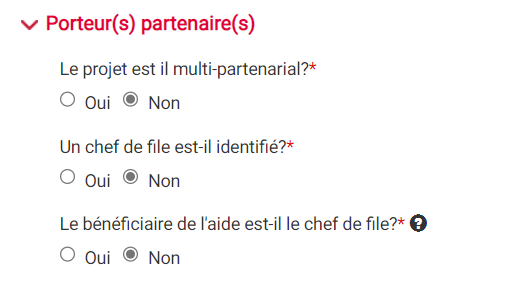 Porteur(s) partenaire(s)
Le projet est il multi-partenarial?*
Oui Non
Un chef de file est-il identifié?*
Oui Non
Le bénéficiaire de l'aide est-il le chef de file?* ?
Oui Non